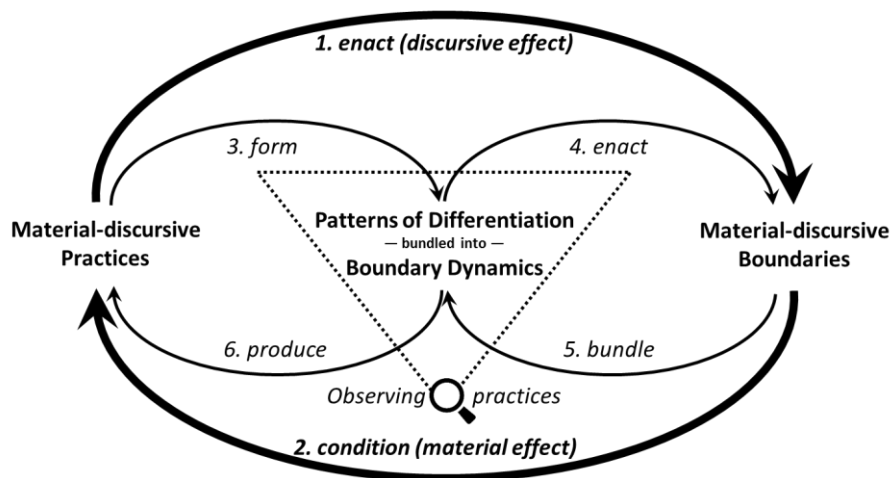 1. enact (discursive effect)
3. form
4. enact
Material-discursive
Practices
Patterns of Differentiation
— bundled into —
Boundary Dynamics
Material-discursive
Boundaries
6. produce
5. bundle
Observing practices
2. condition (material effect)